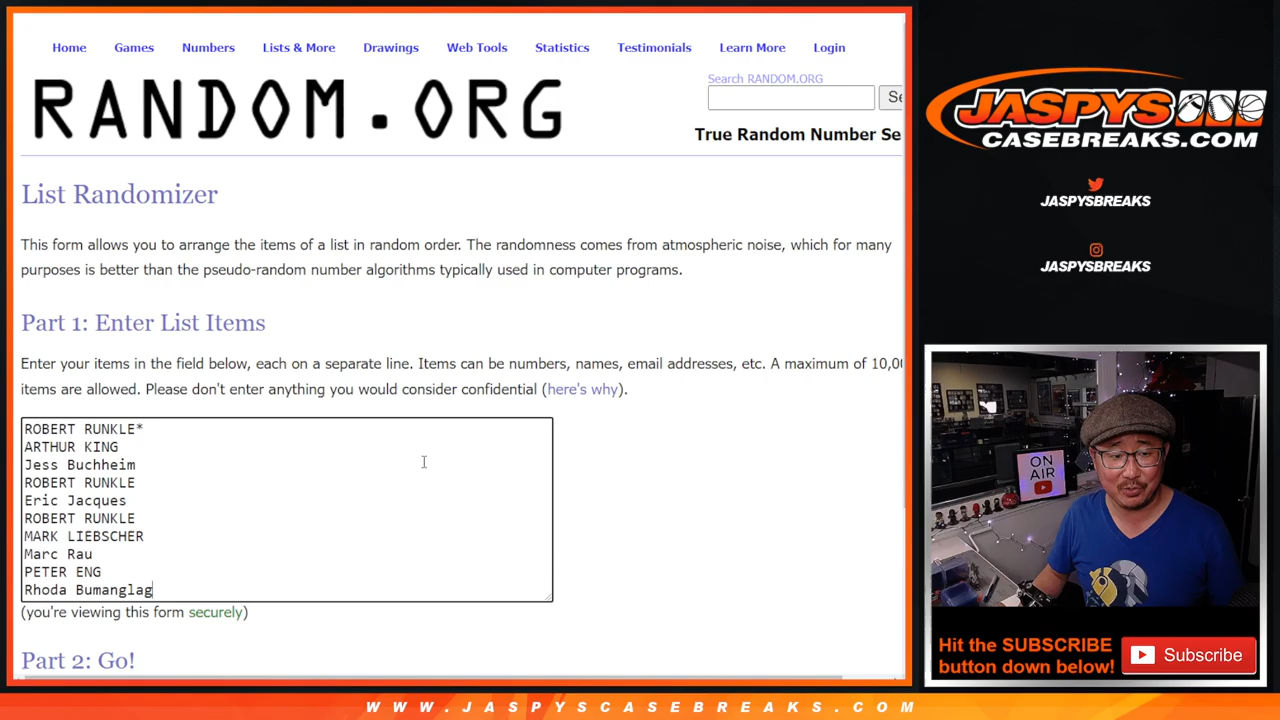 Home Games Numbers Lists & More Drawings Web Tools Statistics Testimonials Learn More Login
RANDOM.ORG
Search RANDOM.ORG
Se
True Random Number Se
List Randomizer
This form allows you to arrange the items of a list in random order. The randomness comes from atmospheric noise, which for many
purposes is better than the pseudo-random number algorithms typically used in computer programs.
Part 1: Enter List Items
Enter your items in the field below, each on a separate line. Items can be numbers, names, email addresses, etc. A maximum of 10,00
items are allowed. Please don't enter anything you would consider confidential (here's why).
ROBERT RUNKLE*
ARTHUR KING
Jess Buchheim
ROBERT RUNKLE
Eric Jacques
ROBERT RUNKLE
MARK LIEBSCHER
Marc Rau
PETER ENG
Rhoda Bumanglag
(you're viewing this form securely)
Part 2: Go!
JASPYS
CASEBREAKS.COM
JASPYSBREAKS
JASPYSBREAKS
ON
AIR
Hit the SUBSCRIBE
button down below!
Subscribe
WWW.JASPYSCASEBREAKS.COM